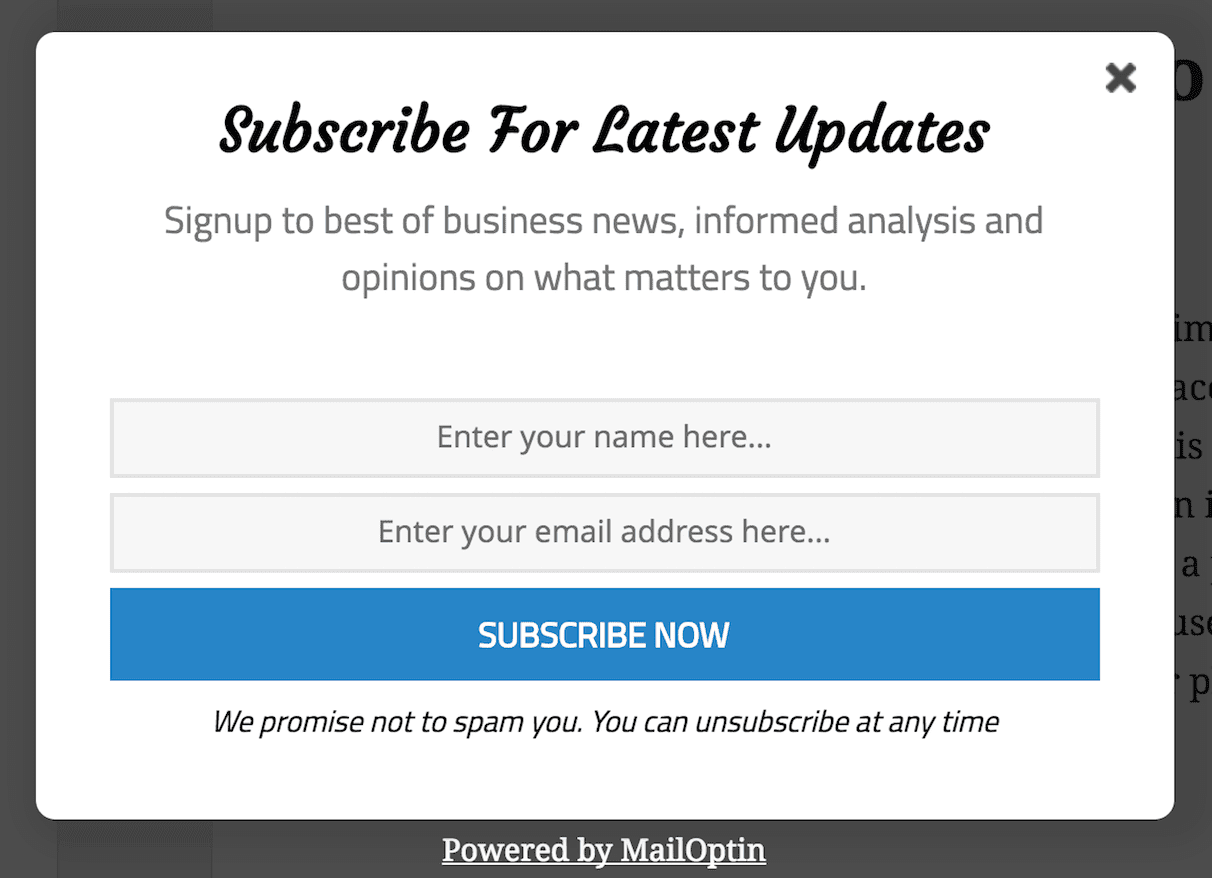 Subscribe For Latest Updates
Signup to best of business news, informed analysis and
opinions on what matters to you.
Enter your name here...
Enter your email address here...
SUBSCRIBE NOW
We promise not to spam you. You can unsubscribe at any time
Powered by MailOptin